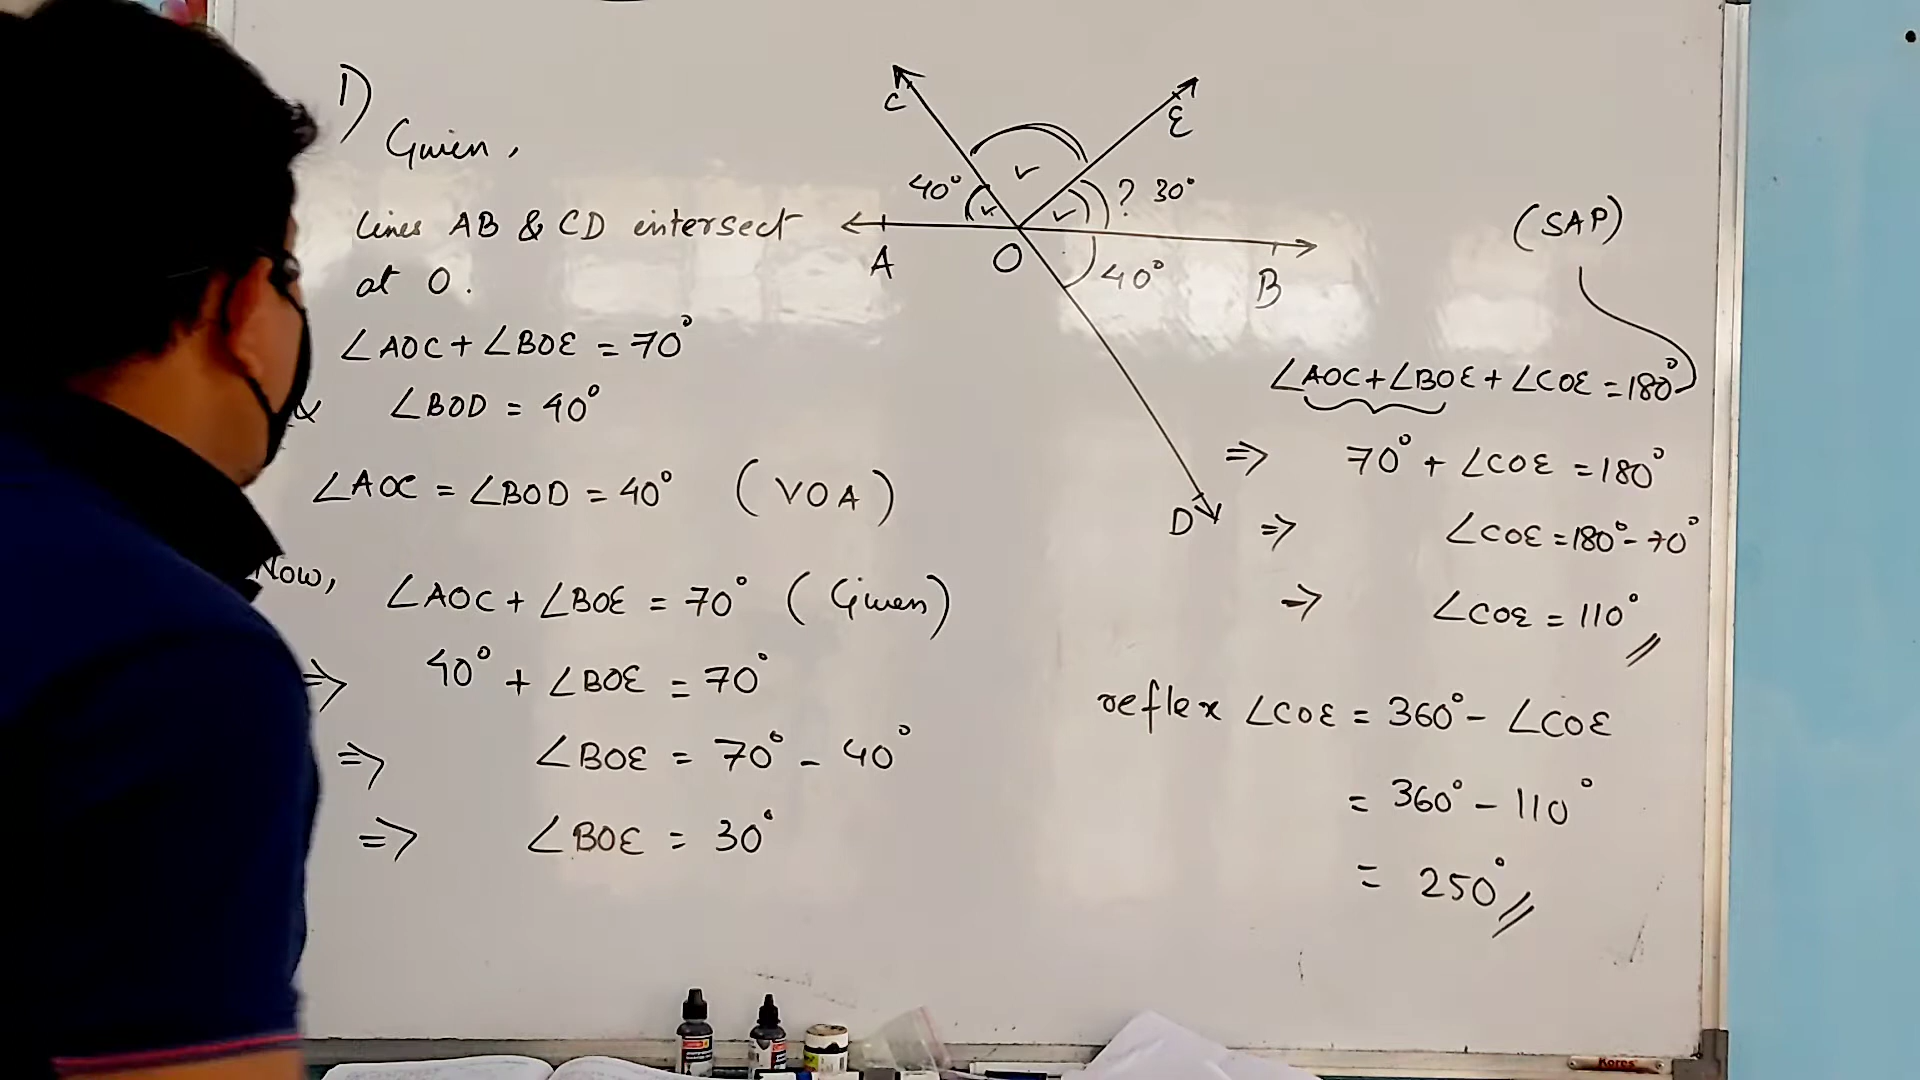 1)
Given,
lines AB & CD intersect
at O.
∠AOC + ∠BOE = 70°
& ∠BOD = 40°
∠AOC = ∠BOD = 40° (VOA)
Now, ∠AOC + ∠BOE = 70° (Given)
⇒ 40° + ∠BOE = 70°
⇒ ∠BOE = 70° - 40°
⇒ ∠BOE = 30°
C
E
40°
? 30°
A
O
40°
B
D
(SAP)
∠AOC + ∠BOE + ∠COE = 180°
⇒ 70° + ∠COE = 180°
⇒ ∠COE = 180° - 70°
⇒ ∠COE = 110°
reflex ∠COE = 360° - ∠COE
= 360° - 110°
= 250°
Kores